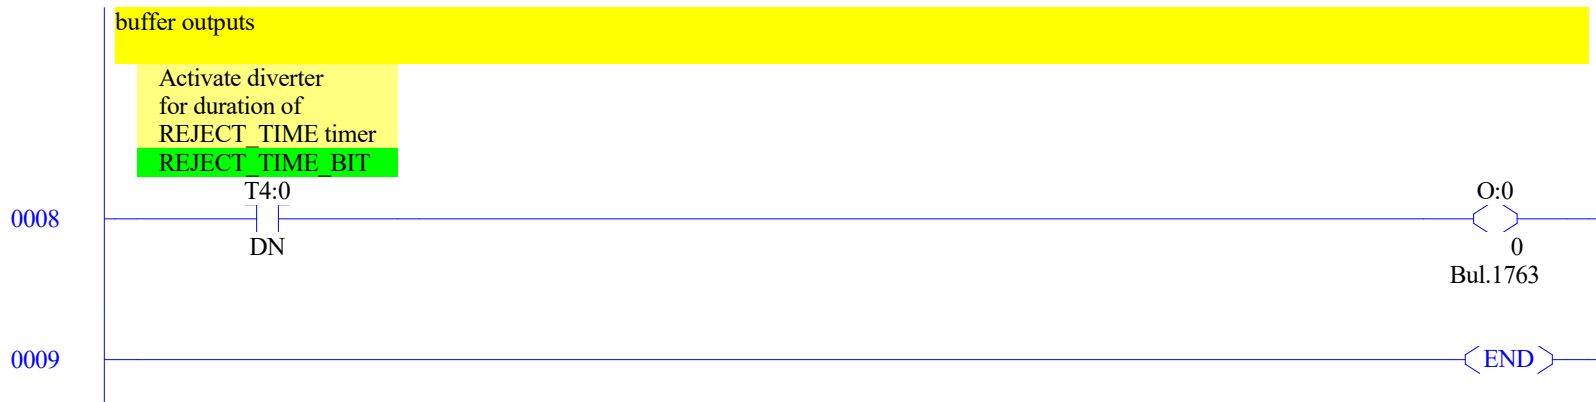 buffer outputs
Activate diverter
for duration of
REJECT_TIME timer
REJECT_TIME_BIT
T4:0
O:0
0008
DN
0
Bul.1763
0009
END